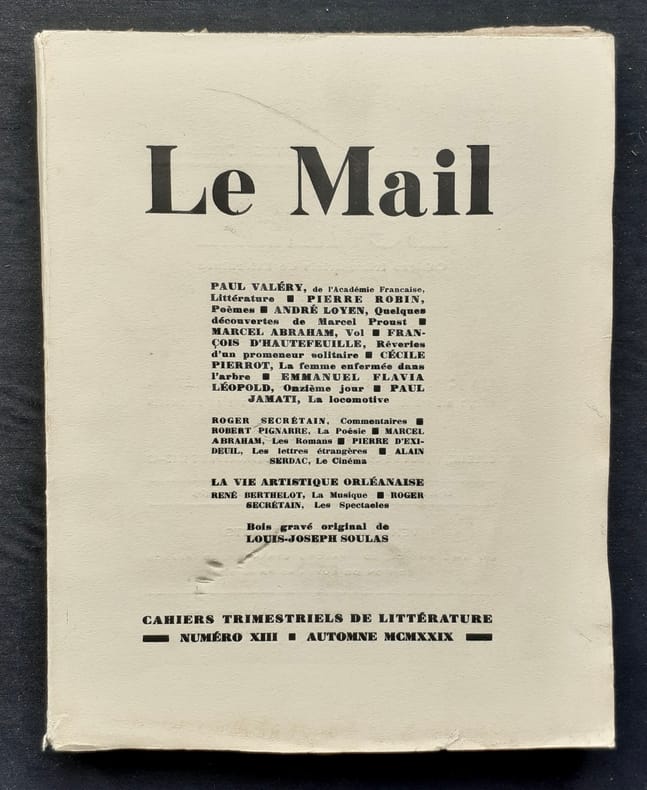 Le Mail
PAUL VALÉRY, de l'Académie Française,
Littérature ■ PIERRE ROBIN,
Poèmes ■ ANDRÉ LOYEN, Quelques
découvertes de Marcel Proust ■
MARCEL ABRAHAM, Vol ■ FRAN-
ÇOIS D'HAUTEFEUILLE, Rêveries
d'un promeneur solitaire ■ CÉCILE
PIERROT, La femme enfermée dans
l'arbre ■ EMMANUEL FLAVIA
LÉOPOLD, Onzième jour ■ PAUL
JAMATI, La locomotive
ROGER SECRÉTAIN, Commentaires ■
ROBERT PIGNARRE, La Poésie ■ MARCEL
ABRAHAM, Les Romans ■ PIERRE D'EXI-
DEUIL, Les lettres étrangères ■ ALAIN
SERDAC, Le Cinéma
LA VIE ARTISTIQUE ORLÉANAISE
RENÉ BERTHELOT, La Musique ■ ROGER
SECRÉTAIN, Les Spectacles
Bois gravé original de
LOUIS-JOSEPH SOULAS
CAHIERS TRIMESTRIELS DE LITTÉRATURE
NUMÉRO XIII ■ AUTOMNE MCMXXIX